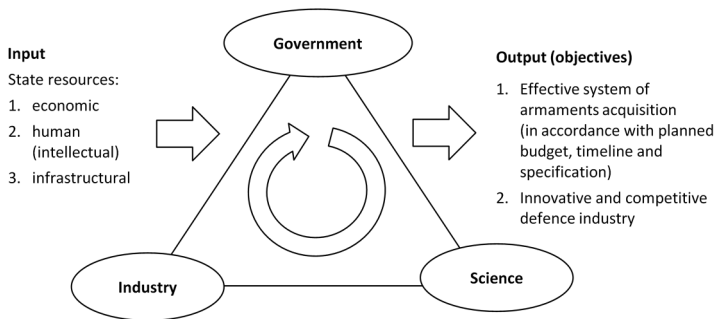 Government
Input
State resources:
1. economic
2. human
(intellectual)
3. infrastructural
Output (objectives)
1. Effective system of
armaments acquisition
(in accordance with planned
budget, timeline and
specification)
2. Innovative and competitive
defence industry
Industry
Science